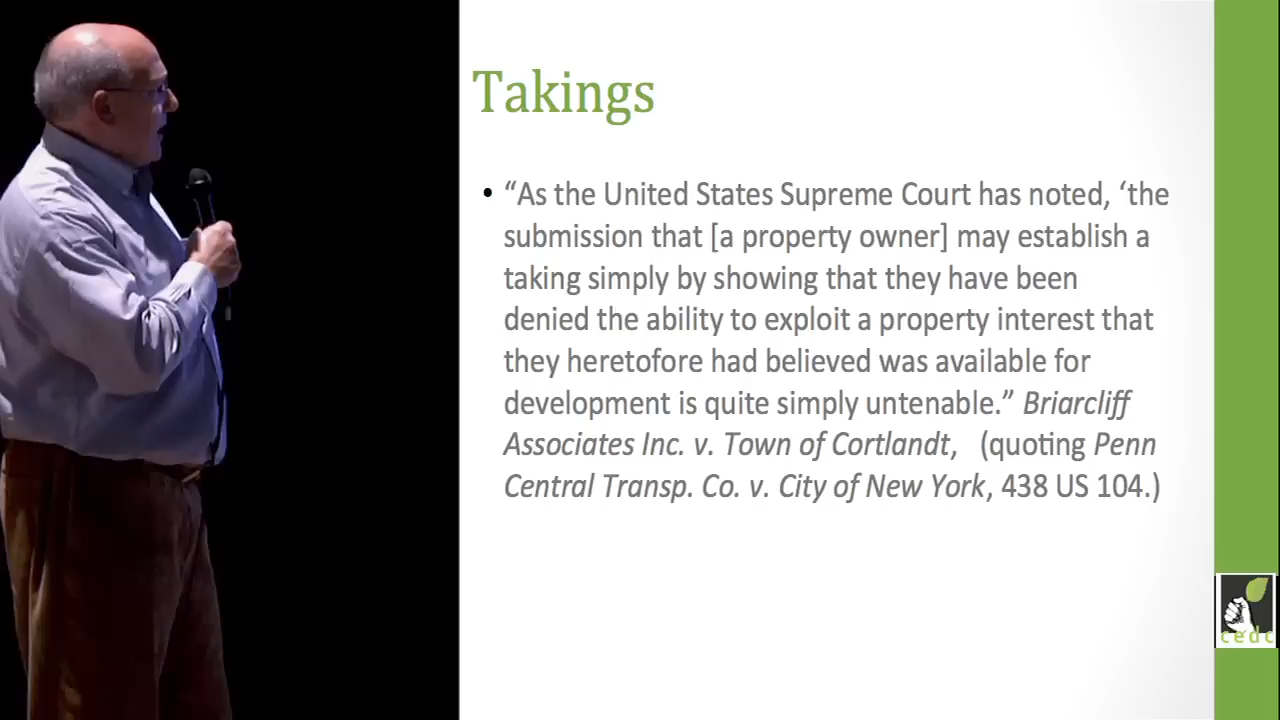 Takings
• “As the United States Supreme Court has noted, ‘the
submission that [a property owner] may establish a
taking simply by showing that they have been
denied the ability to exploit a property interest that
they heretofore had believed was available for
development is quite simply untenable.” Briarcliff
Associates Inc. v. Town of Cortlandt, (quoting Penn
Central Transp. Co. v. City of New York, 438 US 104.)
cedc